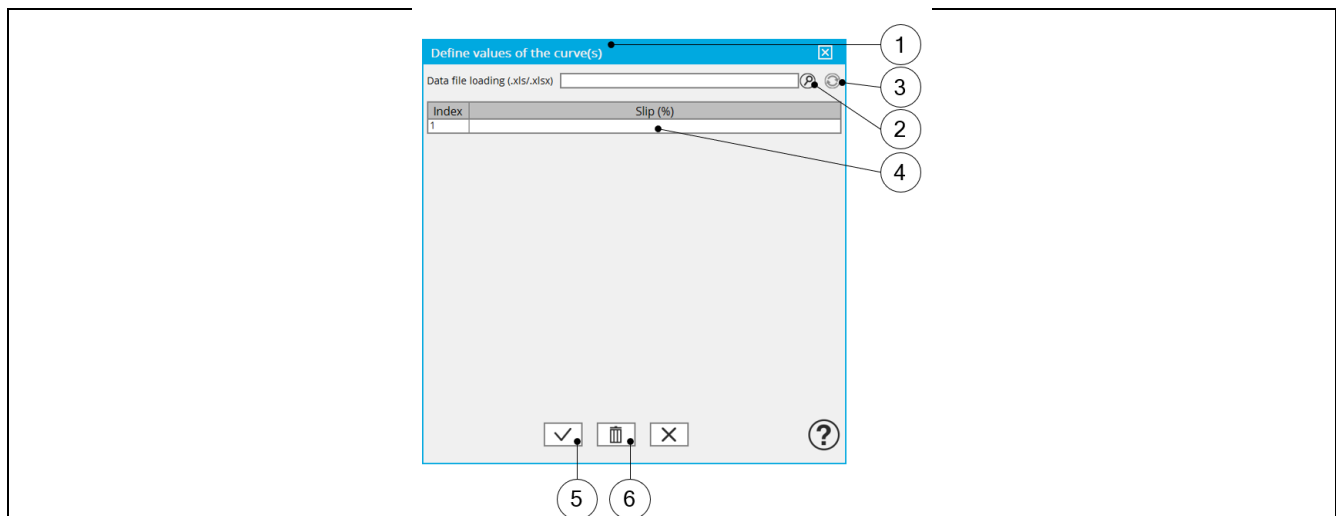 Define values of the curve(s)
1
Data file loading (.xls/.xlsx)
3
Index Slip (%)
1
2
4
?
5 6